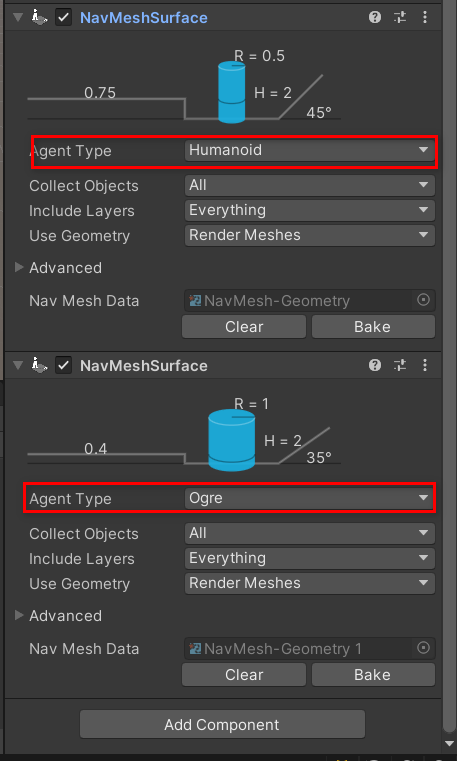 NavMeshSurface
R = 0.5
0.75
H = 2
45°
Agent Type Humanoid
Collect Objects All
Include Layers Everything
Use Geometry Render Meshes
Advanced
Nav Mesh Data NavMesh-Geometry
Clear Bake
NavMeshSurface
R = 1
0.4
H = 2
35°
Agent Type Ogre
Collect Objects All
Include Layers Everything
Use Geometry Render Meshes
Advanced
Nav Mesh Data NavMesh-Geometry 1
Clear Bake
Add Component